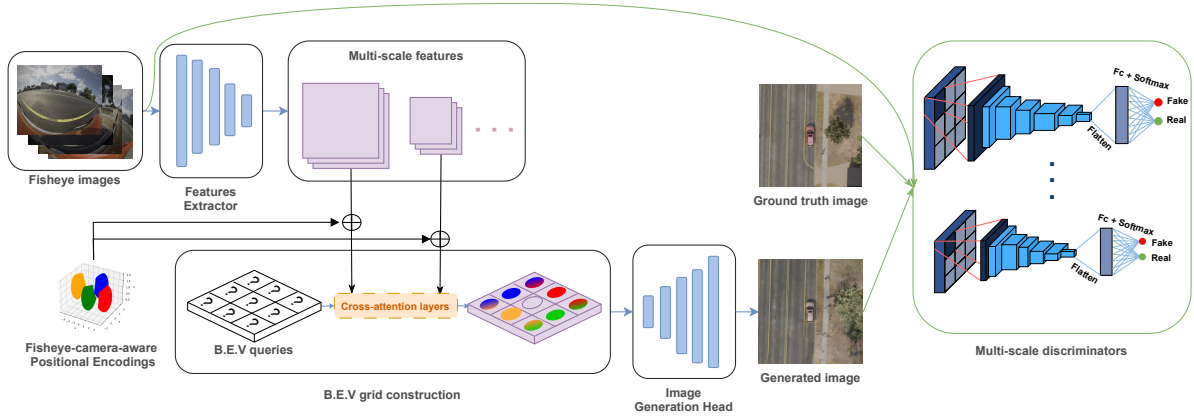 Multi-scale features
Fc + Softmax
Fake
Real
Flatten
Fisheye images
Features
Extractor
Ground truth image
Fc + Softmax
Fake
Real
Flatten
?
?
?
?
?
?
?
?
?
Cross-attention layers
B.E.V queries
Fisheye-camera-aware
Positional Encodings
B.E.V grid construction
Image
Generation Head
Generated image
Multi-scale discriminators